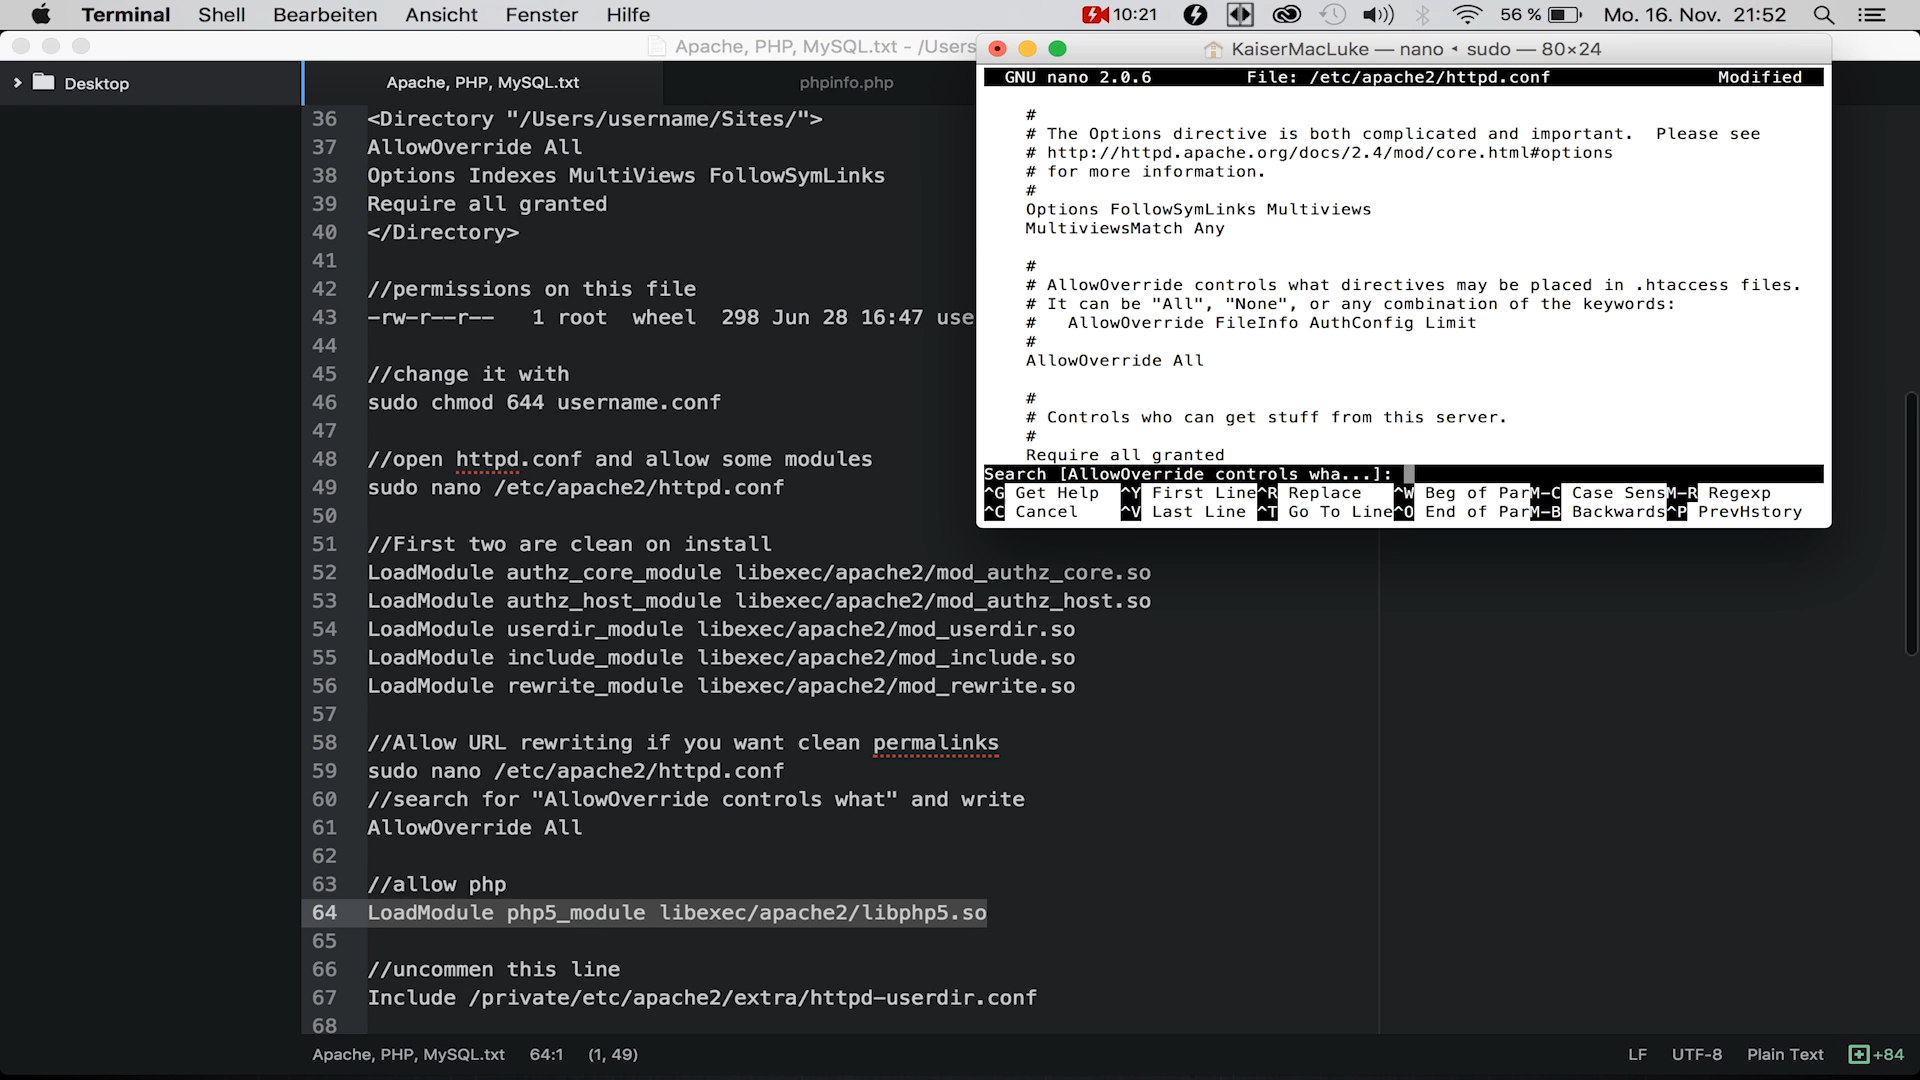 Terminal Shell Bearbeiten Ansicht Fenster Hilfe 10:21 56 % Mo. 16. Nov. 21:52
Apache, PHP, MySQL.txt - /Users
Desktop
Apache, PHP, MySQL.txt
phpinfo.php
36 <Directory "/Users/username/Sites/">
37 AllowOverride All
38 Options Indexes MultiViews FollowSymLinks
39 Require all granted
40 </Directory>
41
42 //permissions on this file
43 -rw-r--r--   1 root  wheel  298 Jun 28 16:47 use
44
45 //change it with
46 sudo chmod 644 username.conf
47
48 //open httpd.conf and allow some modules
49 sudo nano /etc/apache2/httpd.conf
50
51 //First two are clean on install
52 LoadModule authz_core_module libexec/apache2/mod_authz_core.so
53 LoadModule authz_host_module libexec/apache2/mod_authz_host.so
54 LoadModule userdir_module libexec/apache2/mod_userdir.so
55 LoadModule include_module libexec/apache2/mod_include.so
56 LoadModule rewrite_module libexec/apache2/mod_rewrite.so
57
58 //Allow URL rewriting if you want clean permalinks
59 sudo nano /etc/apache2/httpd.conf
60 //search for "AllowOverride controls what" and write
61 AllowOverride All
62
63 //allow php
64 LoadModule php5_module libexec/apache2/libphp5.so
65
66 //uncommen this line
67 Include /private/etc/apache2/extra/httpd-userdir.conf
68
Apache, PHP, MySQL.txt 64:1 (1, 49) LF UTF-8 Plain Text +84
KaiserMacLuke — nano ◂ sudo — 80×24
GNU nano 2.0.6 File: /etc/apache2/httpd.conf Modified
#
# The Options directive is both complicated and important.  Please see
# http://httpd.apache.org/docs/2.4/mod/core.html#options
# for more information.
#
Options FollowSymLinks Multiviews
MultiviewsMatch Any
#
# AllowOverride controls what directives may be placed in .htaccess files.
# It can be "All", "None", or any combination of the keywords:
#   AllowOverride FileInfo AuthConfig Limit
#
AllowOverride All
#
# Controls who can get stuff from this server.
#
Require all granted
Search [AllowOverride controls wha...]:
^G Get Help ^Y First Line^R Replace ^W Beg of ParM-C Case SensM-R Regexp
^C Cancel ^V Last Line ^T Go To Line^O End of ParM-B Backwards^P PrevHstory